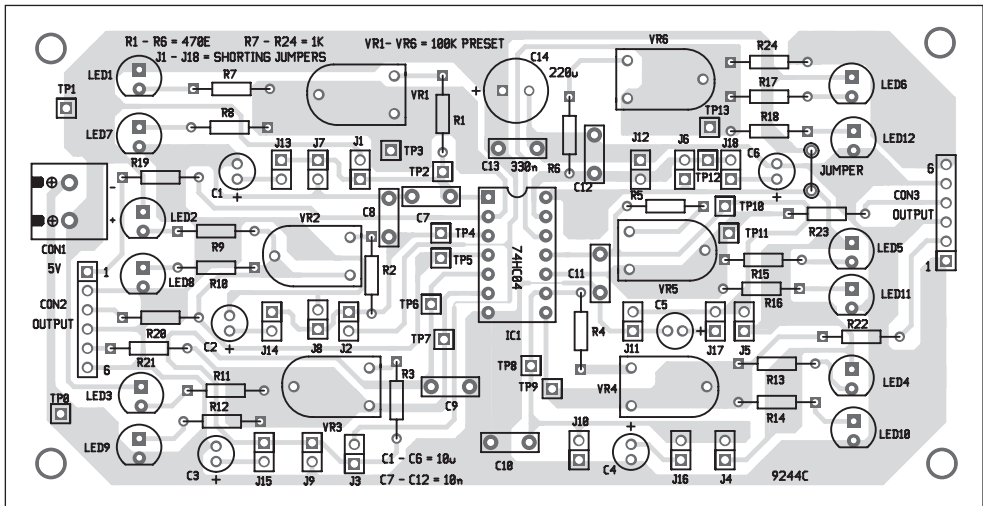 R1 - R6 = 470E
R7 - R24 = 1K
VR1- VR6 = 100K PRESET
J1 - J18 = SHORTING JUMPERS
C14
220u
VR6
R24
LED1
R7
VR1
R17
LED6
TP1
R8
R1
TP13
R18
LED7
J13
J7
J1
TP3
C13
330n
R6
J12
J6
J18
C6
LED12
R19
C1
+
TP2
C12
TP12
+
JUMPER
6
-
+
CON1
5V
LED2
R9
VR2
C8
C7
TP4
R5
TP10
R23
CON3
OUTPUT
74HC04
TP11
LED5
1
LED8
R10
R2
TP5
C11
VR5
R15
R16
LED11
1
CON2
OUTPUT
6
R20
R21
C2
+
J14
J8
J2
TP6
TP7
IC1
R4
J11
C5
+
J17
J5
R22
TP8
TP9
LED3
R11
R12
R3
C9
VR4
R13
R14
LED4
TP0
LED9
C3
+
VR3
J15
J9
J3
C1 - C6 = 10u
C7 - C12 = 10n
C10
J10
+
C4
J16
J4
LED10
9244C